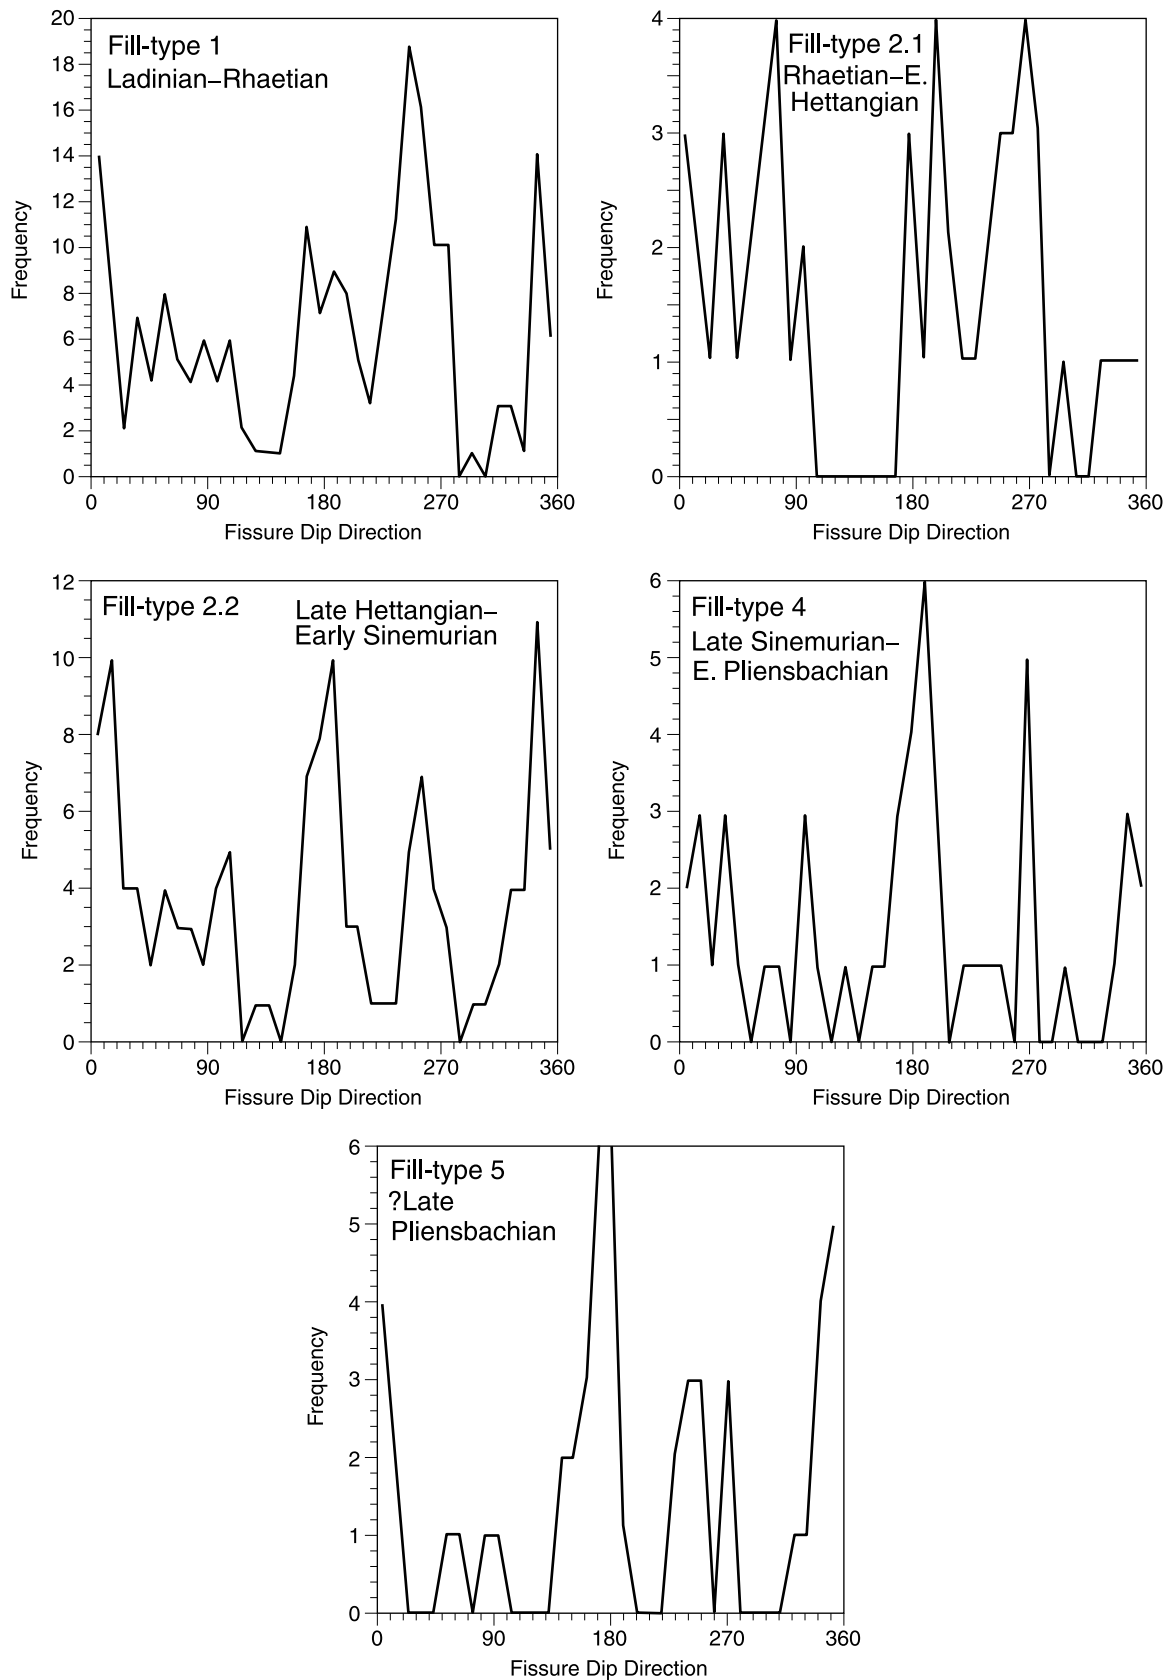 Fill-type 1
Ladinian–Rhaetian
20
18
16
14
12
10
8
6
4
2
0
Frequency
0 90 180 270 360
Fissure Dip Direction
Fill-type 2.1
Rhaetian–E.
Hettangian
4
3
2
1
0
Frequency
0 90 180 270 360
Fissure Dip Direction
Fill-type 2.2
Late Hettangian–
Early Sinemurian
12
10
8
6
4
2
0
Frequency
0 90 180 270 360
Fissure Dip Direction
Fill-type 4
Late Sinemurian–
E. Pliensbachian
6
5
4
3
2
1
0
Frequency
0 90 180 270 360
Fissure Dip Direction
Fill-type 5
?Late
Pliensbachian
6
5
4
3
2
1
0
Frequency
0 90 180 270 360
Fissure Dip Direction